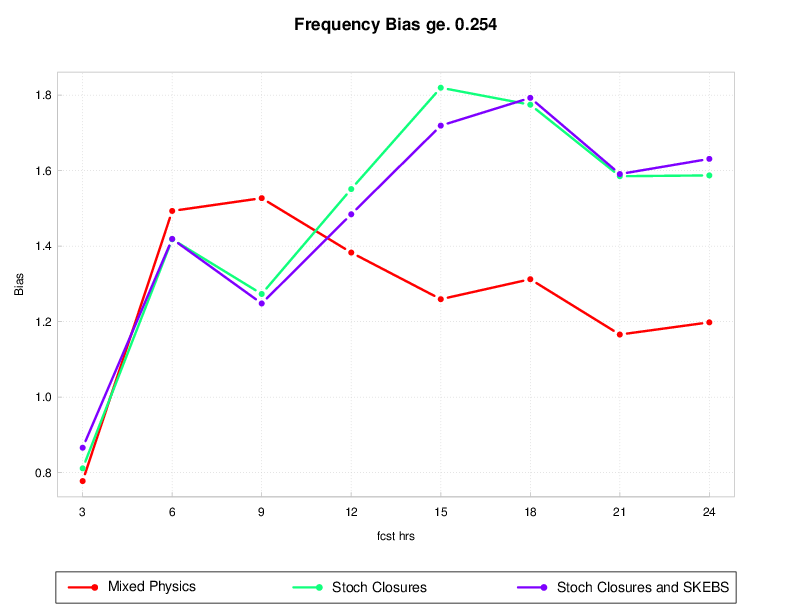 Frequency Bias ge. 0.254
1.8
1.6
1.4
1.2
1.0
0.8
Bias
3 6 9 12 15 18 21 24
fcst hrs
Mixed Physics Stoch Closures Stoch Closures and SKEBS